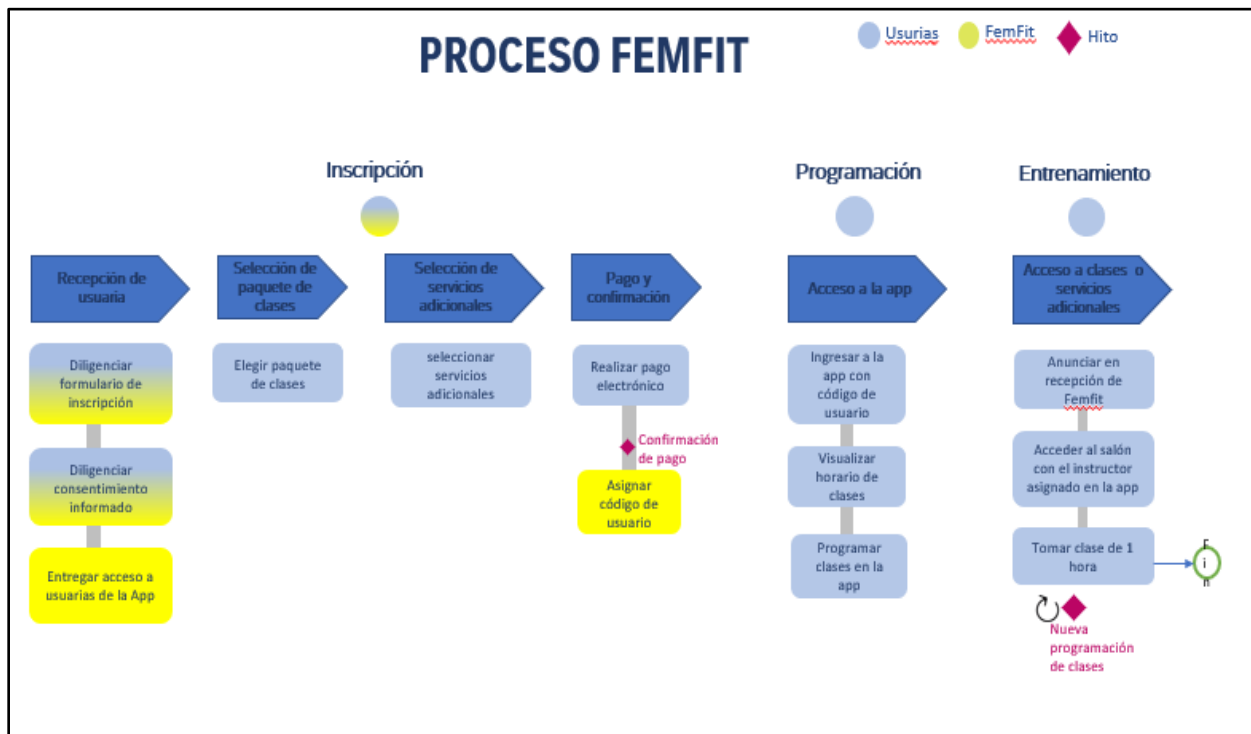 PROCESO FEMFIT
Usurias
FemFit
Hito
Inscripción
Programación
Entrenamiento
Recepción de
usuaria
Selección de
paquete de
clases
Selección de
servicios
adicionales
Pago y
confirmación
Acceso a la app
Acceso a clases o
servicios
adicionales
Diligenciar
formulario de
inscripción
Diligenciar
consentimiento
informado
Entregar acceso a
usuarias de la App
Elegir paquete
de clases
seleccionar
servicios
adicionales
Realizar pago
electrónico
Confirmación
de pago
Asignar
código de
usuario
Ingresar a la
app con
código de
usuario
Visualizar
horario de
clases
Programar
clases en la
app
Anunciar en
recepción de
Femfit
Acceder al salón
con el instructor
asignado en la app
Tomar clase de 1
hora
F
i
n
Nueva
programación
de clases